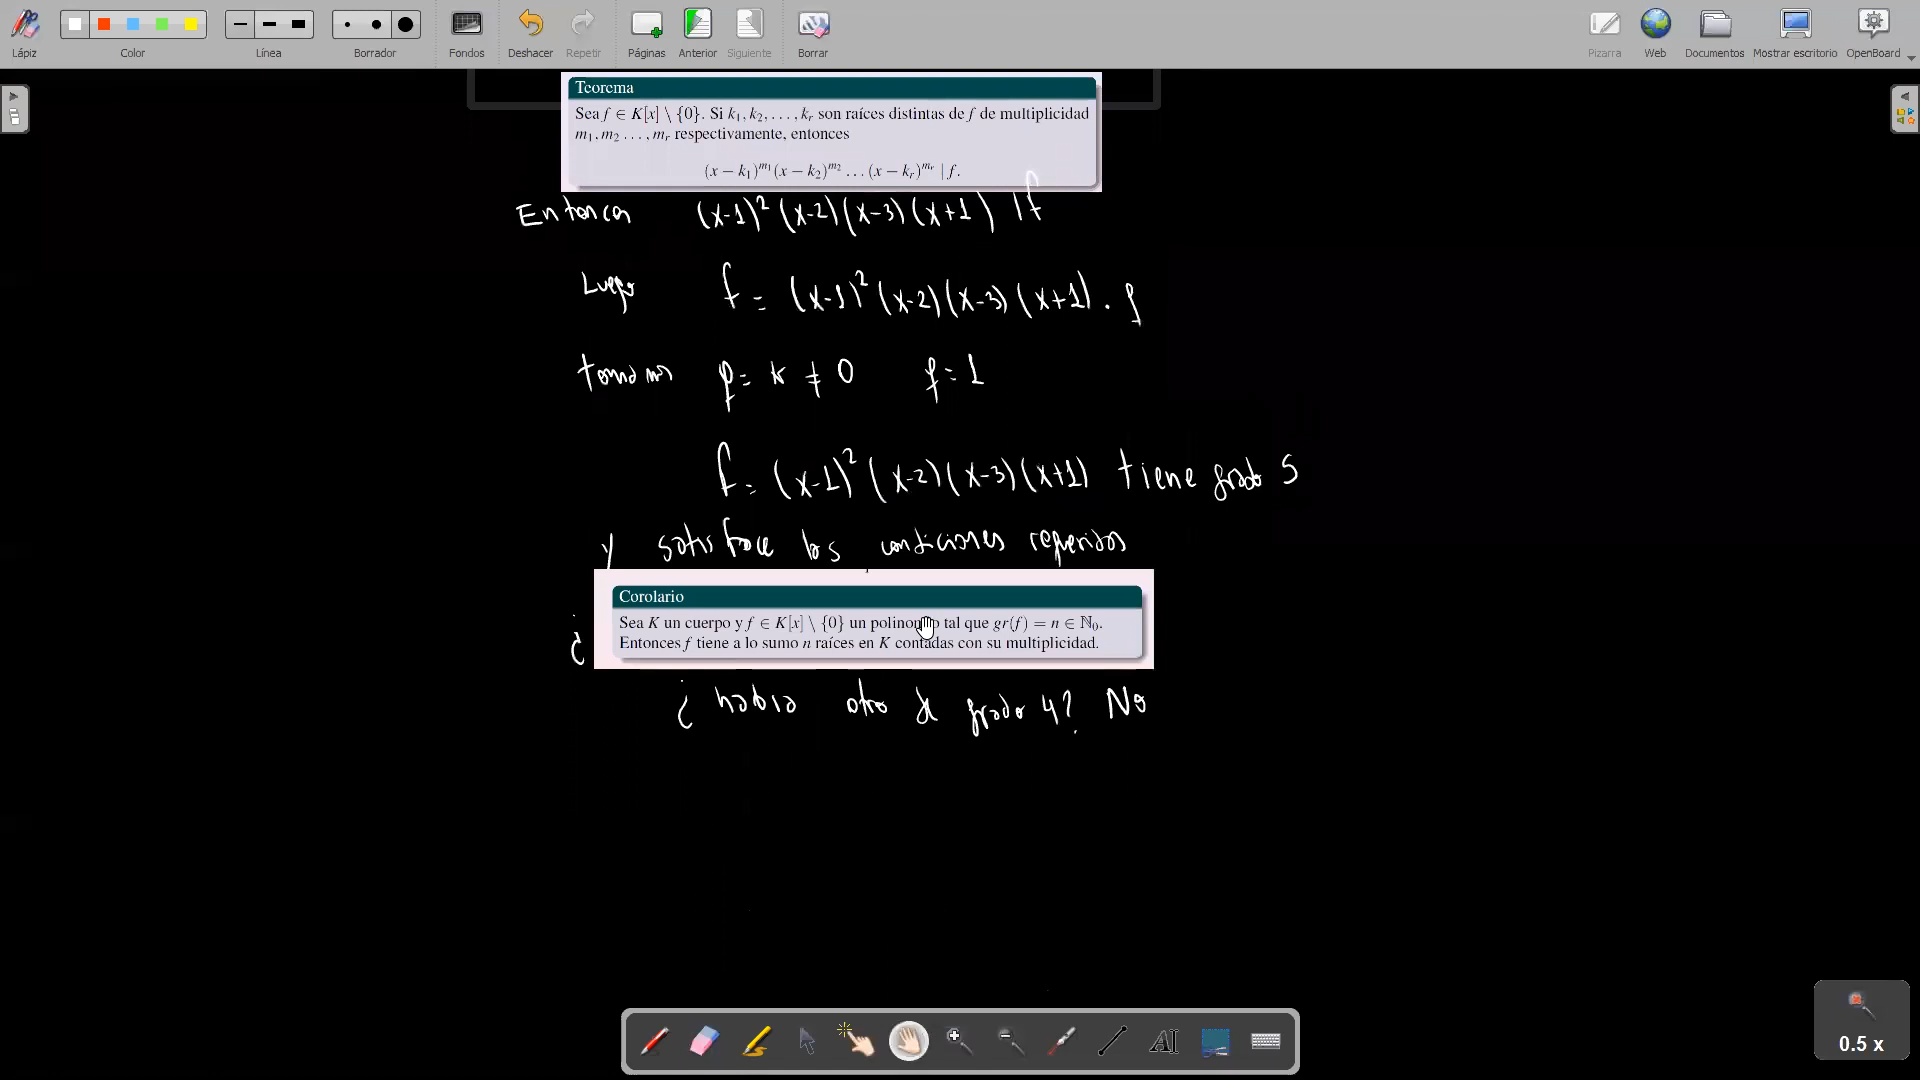 Lápiz
Color
Línea
Borrador
Fondos
Deshacer
Repetir
Páginas
Anterior
Siguiente
Borrar
Pizarra
Web
Documentos
Mostrar escritorio
OpenBoard
Teorema
Sea f ∈ K[x] \ {0}. Si k₁, k₂, . . . , kᵣ son raíces distintas de f de multiplicidad
m₁, m₂ . . . , mᵣ respectivamente, entonces
(x − k₁)^m₁ (x − k₂)^m₂ . . . (x − kᵣ)^mᵣ | f.
Entonces (x-1)² (x-2) (x-3) (x+1) | f
Luego f = (x-1)² (x-2) (x-3) (x+1) . q
tomamos q = k ≠ 0 q = 1
f = (x-1)² (x-2) (x-3) (x+1) tiene grado 5
y satisface las condiciones requeridas
Corolario
Sea K un cuerpo y f ∈ K[x] \ {0} un polinomio tal que gr(f) = n ∈ ℕ₀.
¿ Entonces f tiene a lo sumo n raíces en K contadas con su multiplicidad.
¿ habia otro de grado 4? No
0.5 x